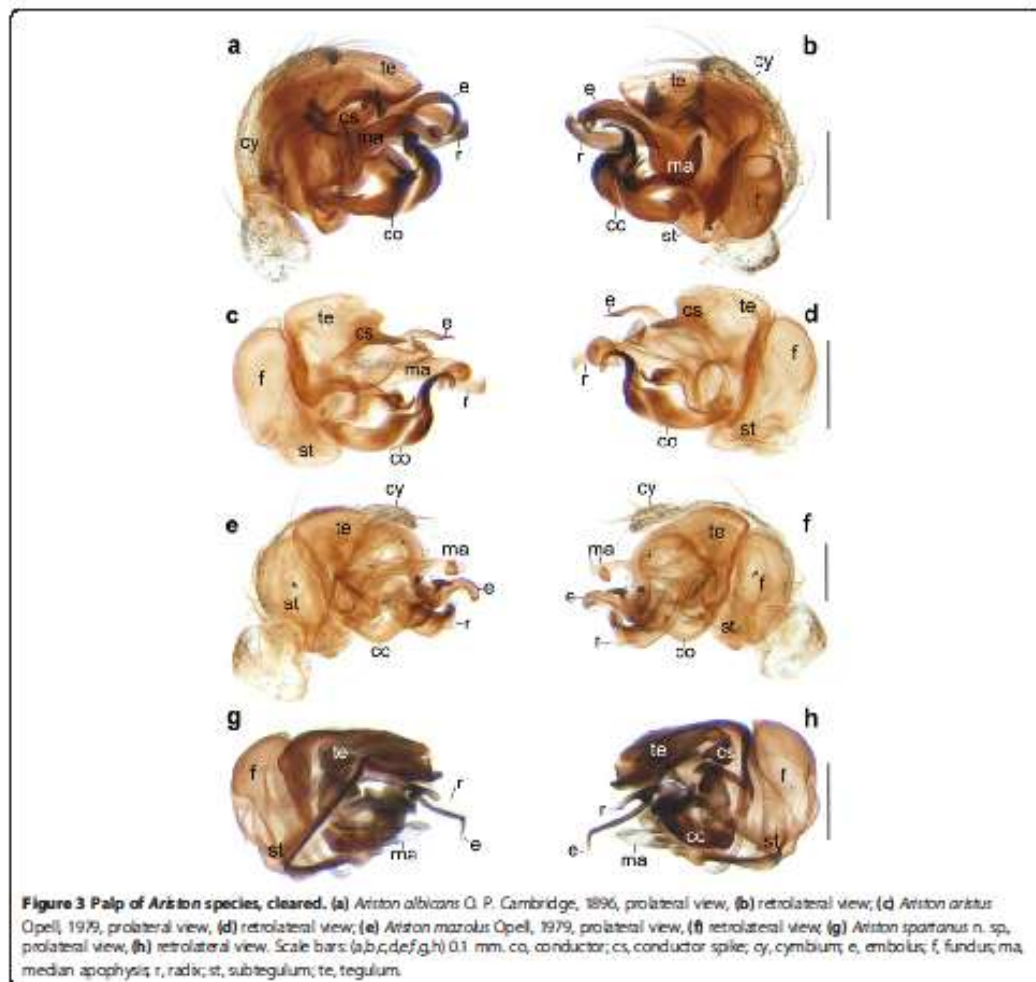 a
b
te
cy
e
cs
ma
r
cy
co
te
cy
e
r
ma
f
cc
st
c
d
te
cs
e
f
ma
r
st
co
e
cs
te
f
r
st
co
e
f
cy
te
ma
st
e
r
cc
cy
te
ma
f
e
st
r
co
g
h
te
f
r
st
ma
e
te
cs
f
r
cc
st
e
ma
Figure 3 Palp of Ariston species, cleared. (a) Ariston albicans O. P. Cambridge, 1896, prolateral view, (b) retrolateral view; (c) Ariston aristus
Opell, 1979, prolateral view, (d) retrolateral view; (e) Ariston mazolus Opell, 1979, prolateral view, (f) retrolateral view; (g) Ariston spartanus n. sp.,
prolateral view, (h) retrolateral view. Scale bars: (a,b,c,d,e,f,g,h) 0.1 mm. co, conductor; cs, conductor spike; cy, cymbium; e, embolus; f, fundus; ma,
median apophysis; r, radix; st, subtegulum; te, tegulum.